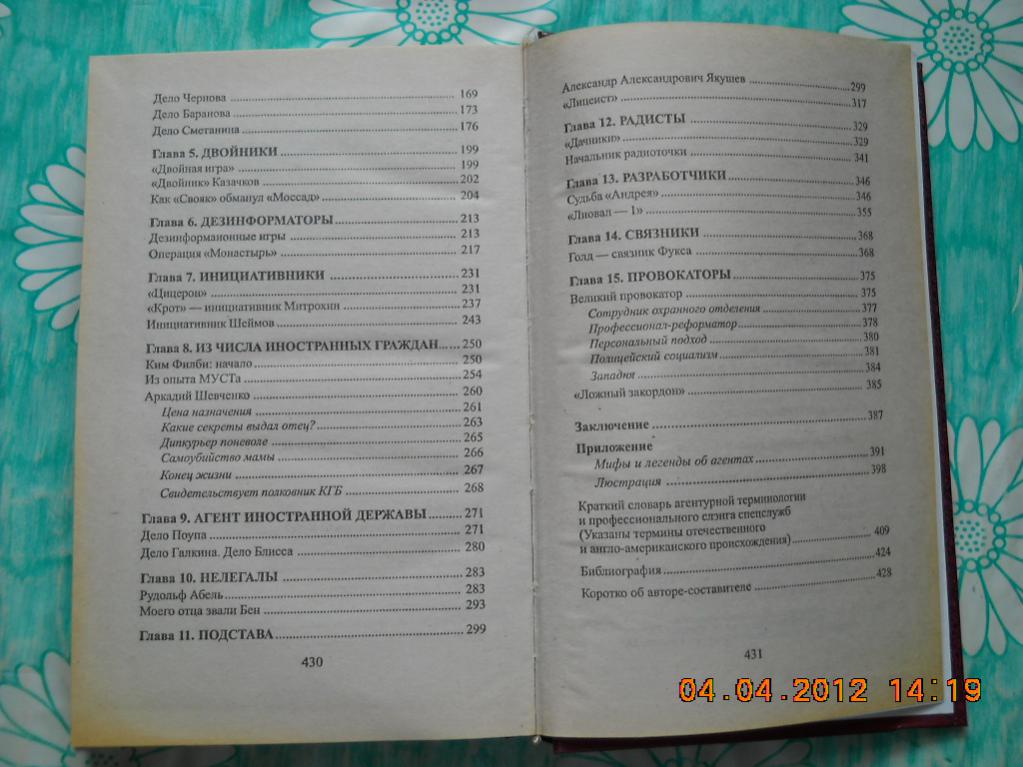 Дело Чернова 169
Дело Баранова 173
Дело Сметанина 176
Глава 5. ДВОЙНИКИ 199
«Двойная игра» 199
«Двойник» Казачков 202
Как «Свояк» обманул «Моссад» 204
Глава 6. ДЕЗИНФОРМАТОРЫ 213
Дезинформационные игры 213
Операция «Монастырь» 217
Глава 7. ИНИЦИАТИВНИКИ 231
«Цицерон» 231
«Крот» — инициативник Митрохин 237
Инициативник Шеймов 243
Глава 8. ИЗ ЧИСЛА ИНОСТРАННЫХ ГРАЖДАН 250
Ким Филби: начало 250
Из опыта МУСТа 254
Аркадий Шевченко 260
Цена назначения 261
Какие секреты выдал отец? 263
Дипкурьер поневоле 265
Самоубийство мамы 266
Конец жизни 267
Свидетельствует полковник КГБ 268
Глава 9. АГЕНТ ИНОСТРАННОЙ ДЕРЖАВЫ 271
Дело Поупа 271
Дело Галкина. Дело Блисса 280
Глава 10. НЕЛЕГАЛЫ 283
Рудольф Абель 283
Моего отца звали Бен 293
Глава 11. ПОДСТАВА 299
430
Александр Александрович Якушев 299
«Лицеист» 317
Глава 12. РАДИСТЫ 329
«Дачники» 329
Начальник радиоточки 341
Глава 13. РАЗРАБОТЧИКИ 346
Судьба «Андрея» 346
«Лиовал — 1» 355
Глава 14. СВЯЗНИКИ 368
Голд — связник Фукса 368
Глава 15. ПРОВОКАТОРЫ 375
Великий провокатор 375
Сотрудник охранного отделения 377
Профессионал-реформатор 378
Персональный подход 380
Полицейский социализм 381
Западня 384
«Ложный закордон» 385
Заключение 387
Приложение
Мифы и легенды об агентах 391
Люстрация 398
Краткий словарь агентурной терминологии
и профессионального слэнга спецслужб
(Указаны термины отечественного
и англо-американского происхождения) 409
Библиография 424
Коротко об авторе-составителе 428
431
04.04.2012 14:19